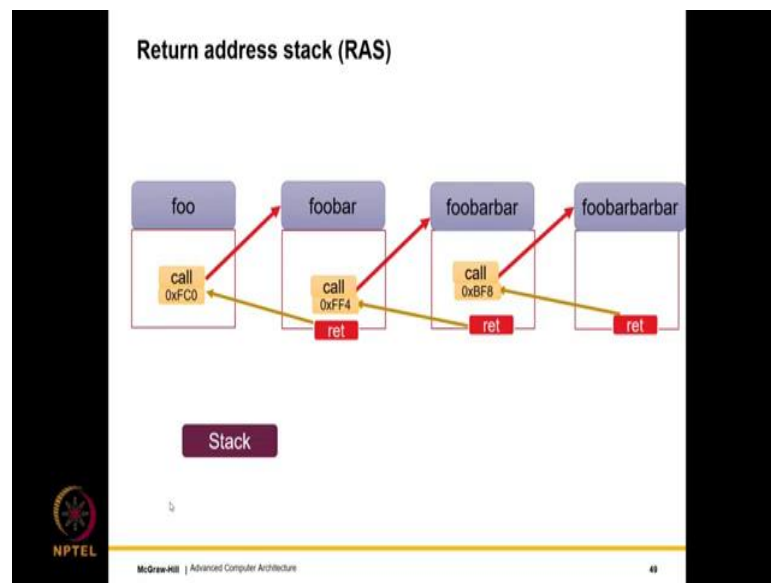 Return address stack (RAS)
foo
foobar
foobarbar
foobarbarbar
call
0xFC0
call
0xFF4
call
0xBF8
ret
ret
ret
Stack
NPTEL
McGraw-Hill | Advanced Computer Architecture
49